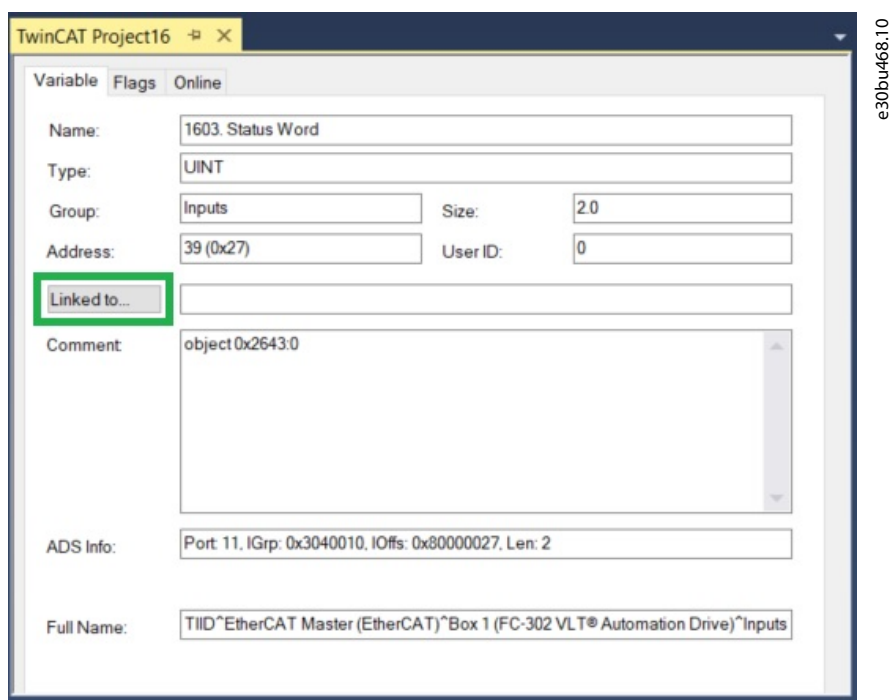 TwinCAT Project16
Variable Flags Online
Name: 1603. Status Word
Type: UINT
Group: Inputs Size: 2.0
Address: 39 (0x27) User ID: 0
Linked to...
Comment: object 0x2643:0
ADS Info: Port: 11, IGrp: 0x3040010, IOffs: 0x80000027, Len: 2
Full Name: TIID^EtherCAT Master (EtherCAT)^Box 1 (FC-302 VLT® Automation Drive)^Inputs
e30bu468.10